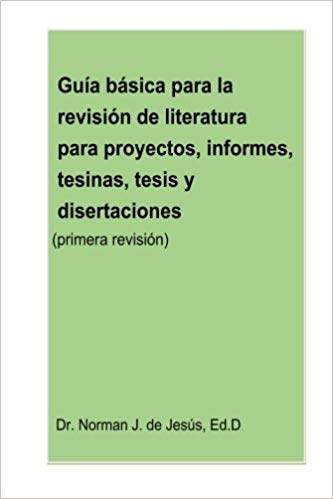 Guía básica para la
revisión de literatura
para proyectos, informes,
tesinas, tesis y
disertaciones
(primera revisión)
Dr. Norman J. de Jesús, Ed.D